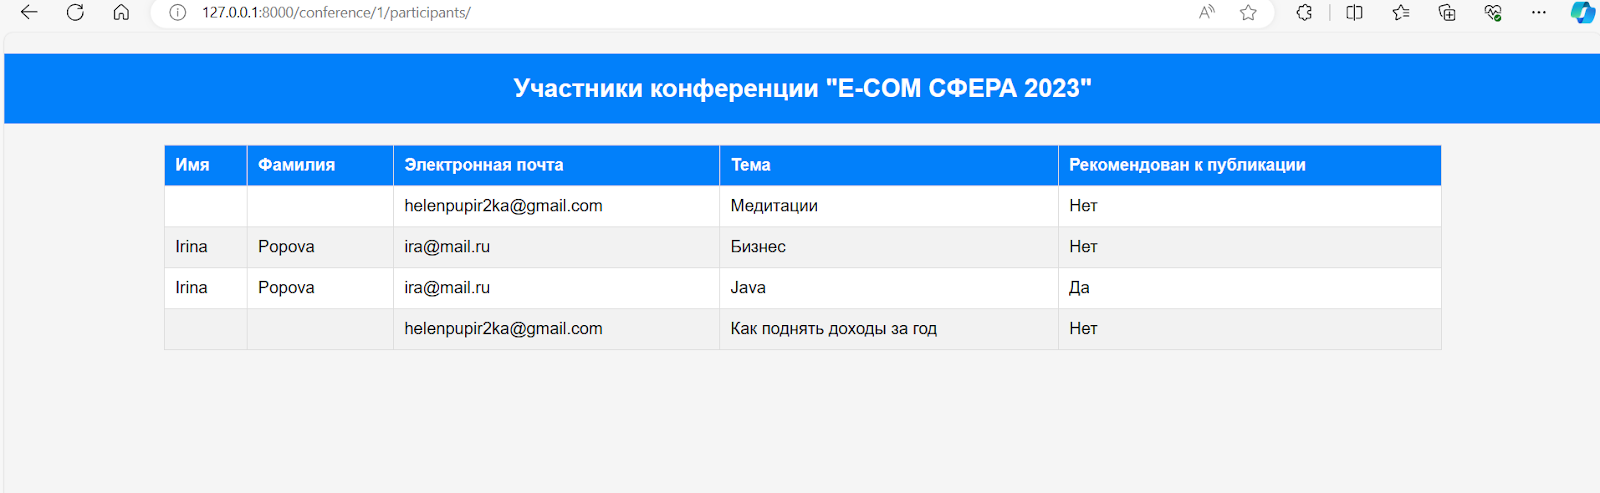 127.0.0.1:8000/conference/1/participants/
Участники конференции "E-COM СФЕРА 2023"
Имя Фамилия Электронная почта Тема Рекомендован к публикации
helenpupir2ka@gmail.com Медитации Нет
Irina Popova ira@mail.ru Бизнес Нет
Irina Popova ira@mail.ru Java Да
helenpupir2ka@gmail.com Как поднять доходы за год Нет